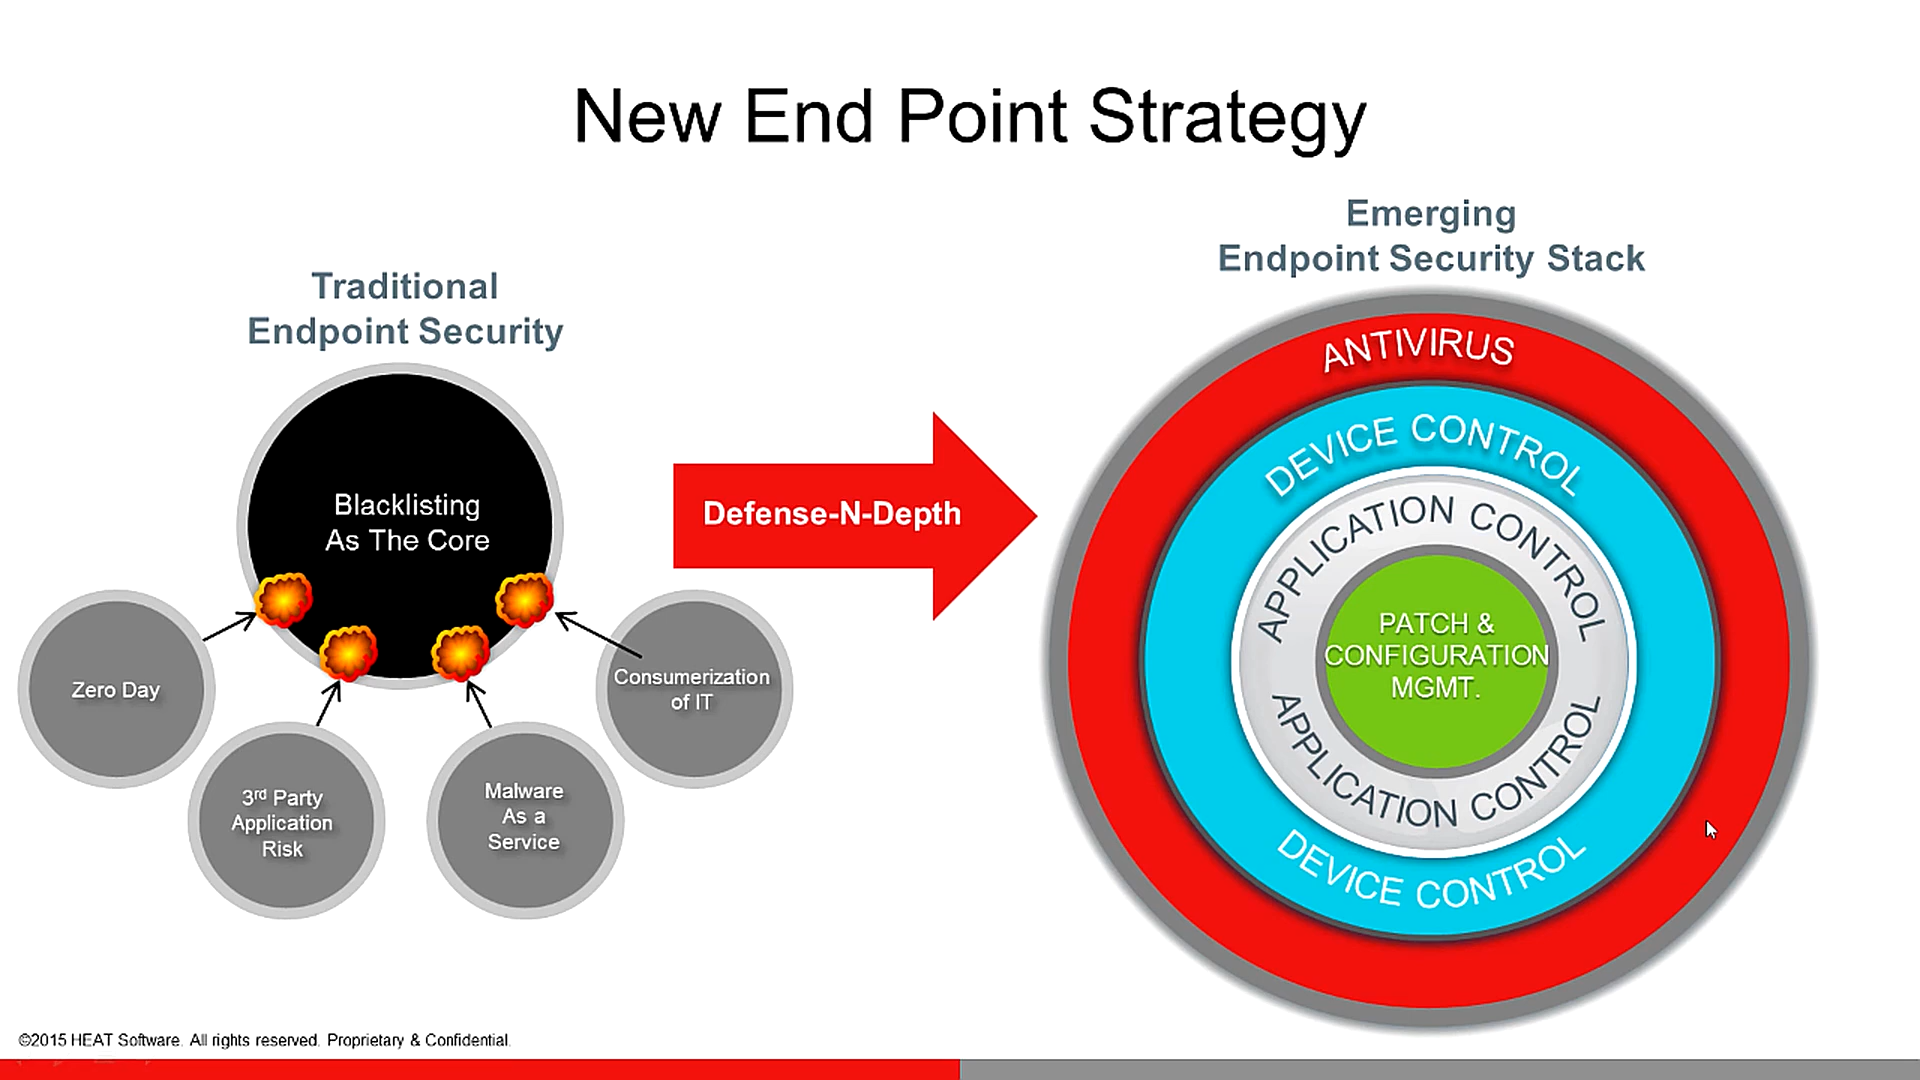 New End Point Strategy
Traditional
Endpoint Security
Blacklisting
As The Core
Zero Day
3rd Party
Application
Risk
Malware
As a
Service
Consumerization
of IT
Defense-N-Depth
Emerging
Endpoint Security Stack
ANTIVIRUS
DEVICE CONTROL
APPLICATION CONTROL
PATCH &
CONFIGURATION
MGMT.
APPLICATION CONTROL
DEVICE CONTROL
©2015 HEAT Software. All rights reserved. Proprietary & Confidential.